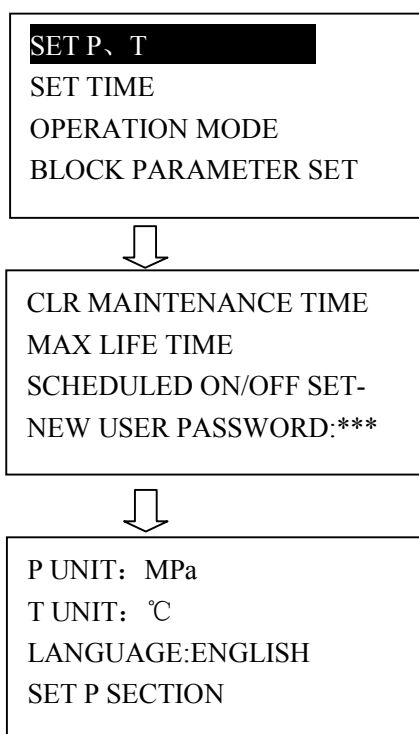 SET P、T
SET TIME
OPERATION MODE
BLOCK PARAMETER SET
CLR MAINTENANCE TIME
MAX LIFE TIME
SCHEDULED ON/OFF SET-
NEW USER PASSWORD:***
P UNIT：MPa
T UNIT：℃
LANGUAGE:ENGLISH
SET P SECTION